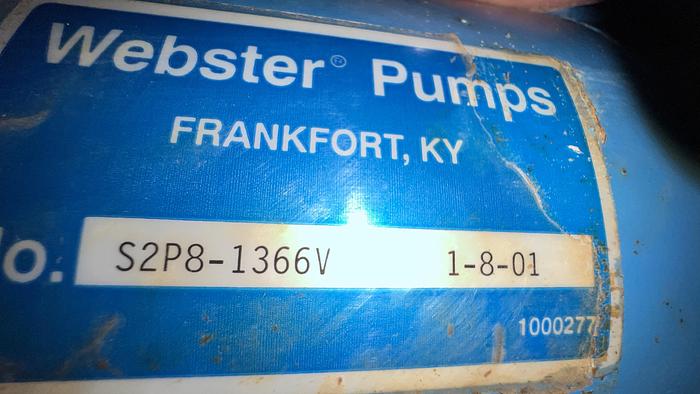 Webster® Pumps
FRANKFORT, KY
o. S2P8-1366V 1-8-01
1000277